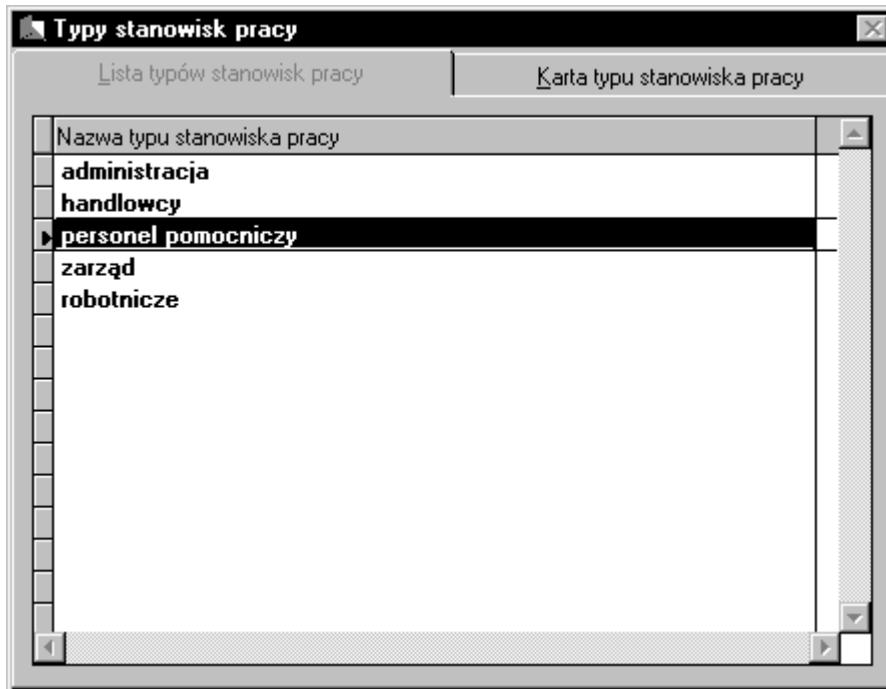 Typy stanowisk pracy
Lista typów stanowisk pracy
Karta typu stanowiska pracy
Nazwa typu stanowiska pracy
administracja
handlowcy
personel pomocniczy
zarząd
robotnicze